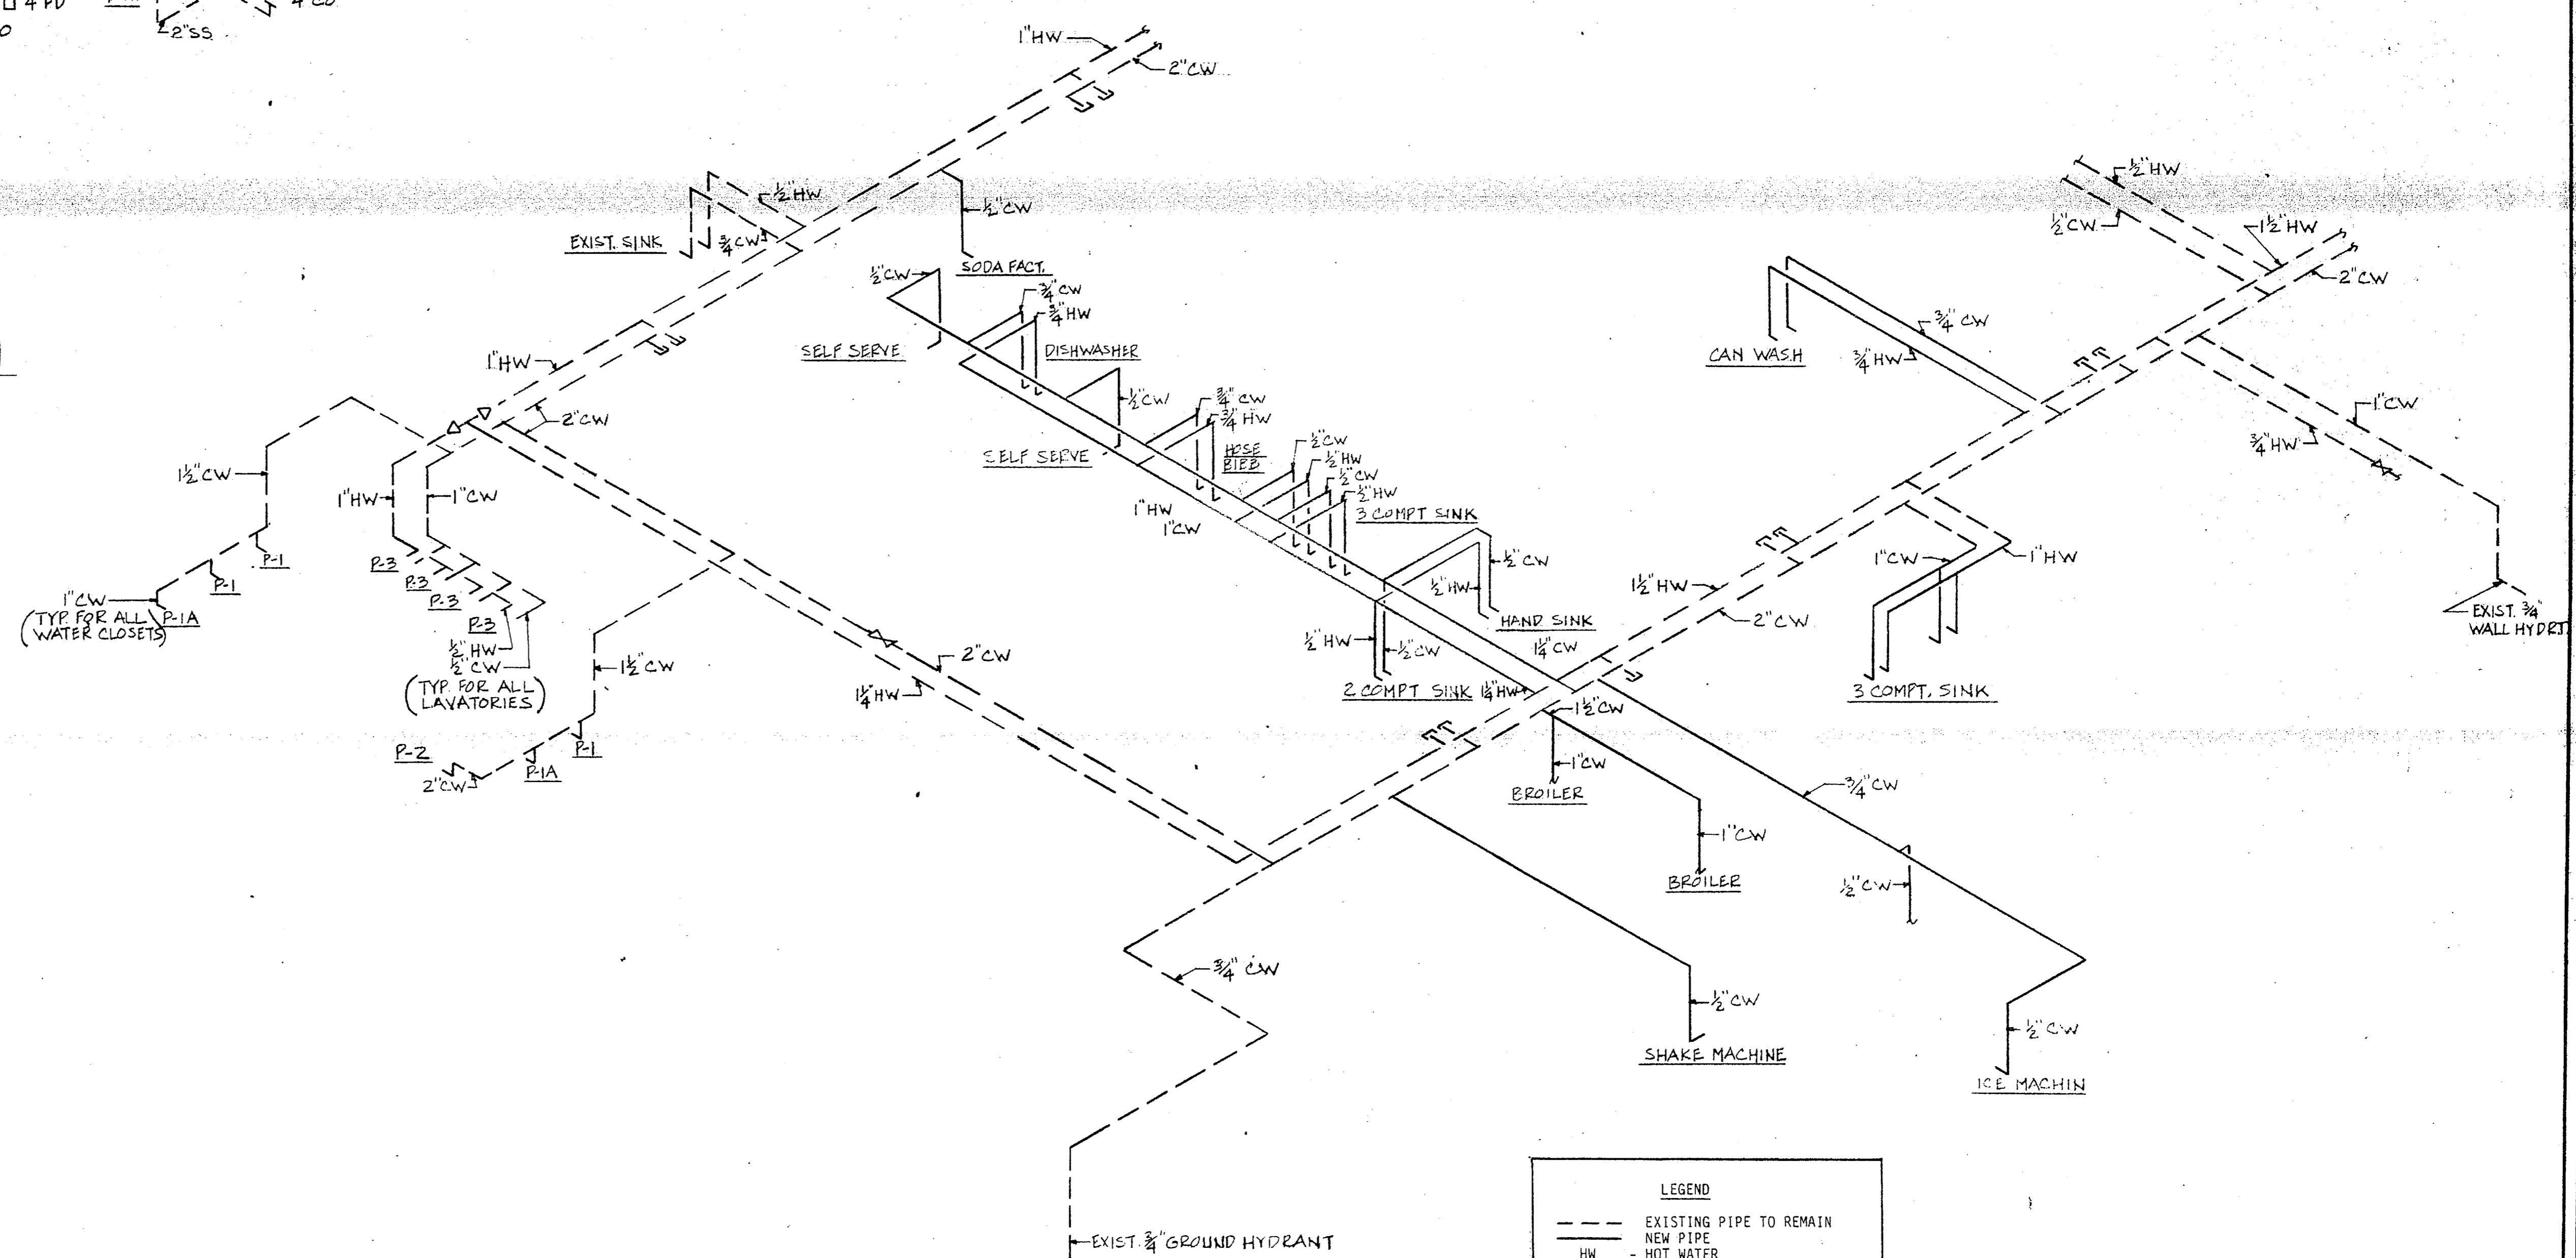 4"CO
2"SS
1"HW
2"CW
½"HW
¾"CW
EXIST. SINK
½"CW
SODA FACT.
½"CW
SELF SERVE
¾"CW
¾"HW
DISHWASHER
½"CW
SELF SERVE
¾"CW
¾"HW
HOSE
BIBB
½"CW
½"HW
½"CW
½"HW
3 COMPT SINK
1"HW
1"CW
½"CW
½"HW
HAND SINK
½"HW
½"CW
2 COMPT SINK
1¼"HW
1¼"CW
1"HW
2"CW
1½"CW
1"HW
1"CW
P-1
P-1
P-1A
1"CW
(TYP. FOR ALL
WATER CLOSETS)
P-3
P-3
P-3
P-3
½"HW
½"CW
(TYP. FOR ALL
LAVATORIES)
1½"CW
P-1
P-1A
P-2
2"CW
2"CW
1¼"HW
½"HW
½"CW
1½"HW
2"CW
CAN WASH
¾"CW
¾"HW
1"CW
¾"HW
EXIST. ¾"
WALL HYDRT.
1"CW
1"HW
3 COMPT. SINK
1½"HW
2"CW
1½"CW
1"CW
BROILER
1"CW
BROILER
¾"CW
½"CW
½"CW
ICE MACHIN
½"CW
SHAKE MACHINE
¾"CW
EXIST. ¾" GROUND HYDRANT
LEGEND
EXISTING PIPE TO REMAIN
NEW PIPE
HW - HOT WATER